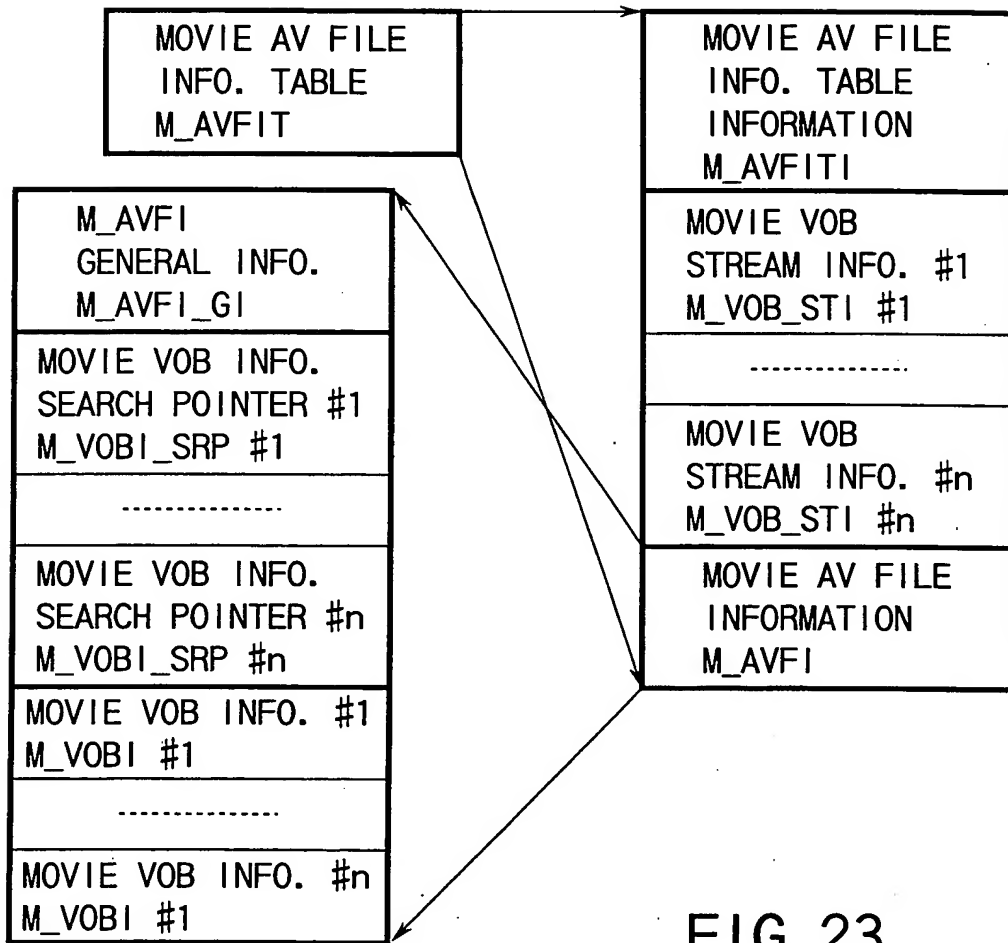 MOVIE AV FILE
INFO. TABLE
M_AVFIT
MOVIE AV FILE
INFO. TABLE
INFORMATION
M_AVFITI
MOVIE VOB
STREAM INFO. #1
M_VOB_STI #1
--------------
MOVIE VOB
STREAM INFO. #n
M_VOB_STI #n
MOVIE AV FILE
INFORMATION
M_AVFI
M_AVFI
GENERAL INFO.
M_AVFI_GI
MOVIE VOB INFO.
SEARCH POINTER #1
M_VOBI_SRP #1
--------------
MOVIE VOB INFO.
SEARCH POINTER #n
M_VOBI_SRP #n
MOVIE VOB INFO. #1
M_VOBI #1
--------------
MOVIE VOB INFO. #n
M_VOBI #1
FIG. 23